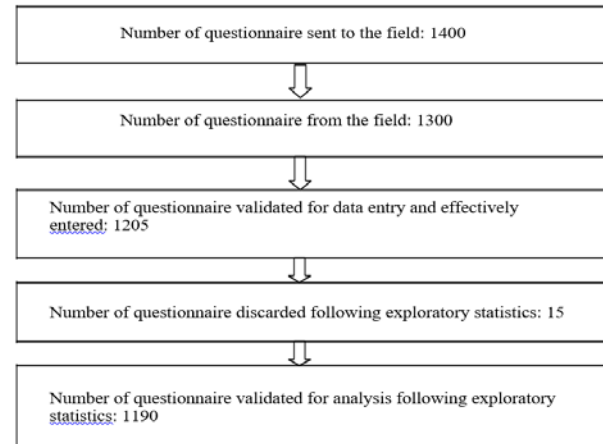 Number of questionnaire sent to the field: 1400
Number of questionnaire from the field: 1300
Number of questionnaire validated for data entry and effectively
entered: 1205
Number of questionnaire discarded following exploratory statistics: 15
Number of questionnaire validated for analysis following exploratory
statistics: 1190